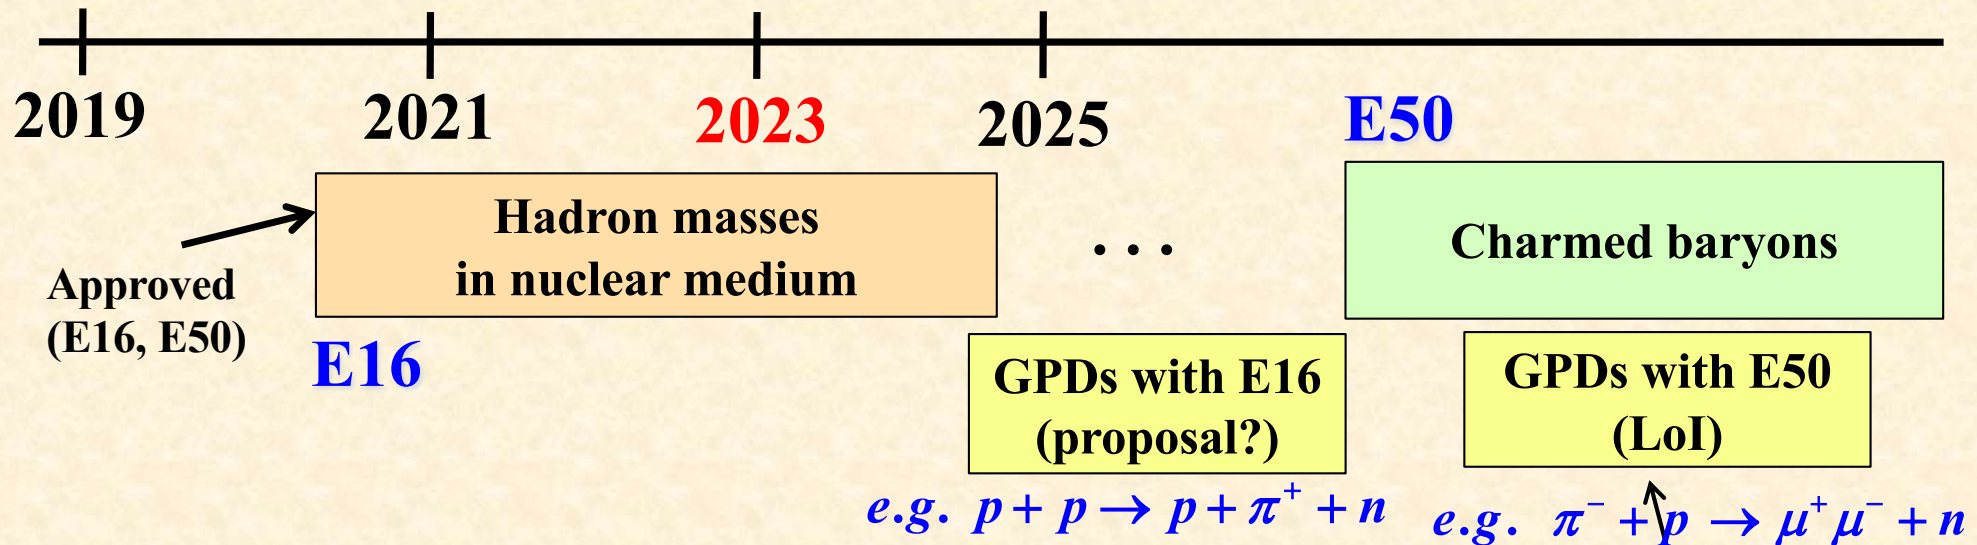 2019 2021 2023 2025 E50
Hadron masses
in nuclear medium
. . .
Charmed baryons
Approved
(E16, E50)
E16
GPDs with E16
(proposal?)
GPDs with E50
(LoI)
e.g. p + p → p + π⁺ + n
e.g. π⁻ + p → μ⁺μ⁻ + n